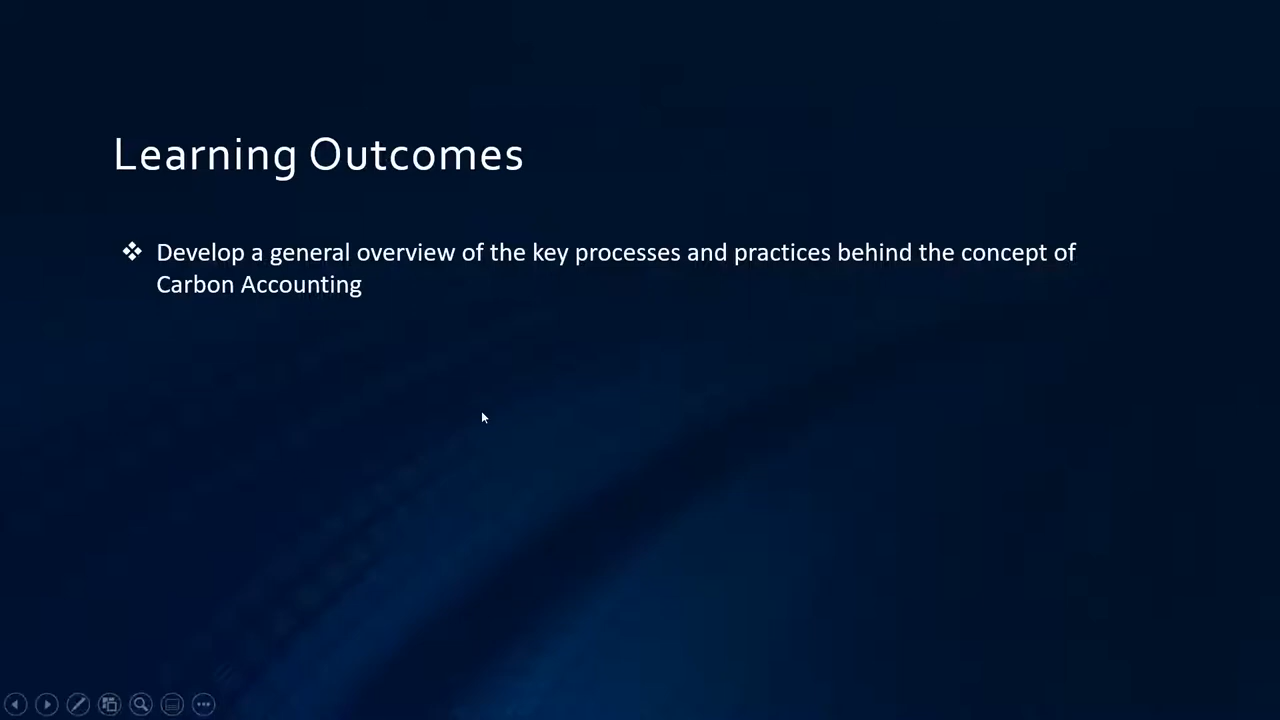 Learning Outcomes
❖ Develop a general overview of the key processes and practices behind the concept of
Carbon Accounting